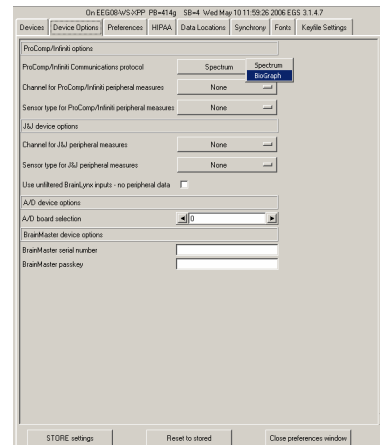 On EEG08-WS-XPP PB=414g SB=4 Wed May 10 11:59:26 2006 EGS 3.1.4.7
Devices Device Options Preferences HIPAA Data Locations Synchrony Fonts Keyfile Settings
ProComp/Infiniti options
ProComp/Infiniti Communications protocol Spectrum Spectrum
BioGraph
Channel for ProComp/Infiniti peripheral measures None
Sensor type for ProComp/Infiniti peripheral measures None
J&J device options
Channel for J&J peripheral measures None
Sensor type for J&J peripheral measures None
Use unfiltered BrainLynx inputs - no peripheral data
A/D device options
A/D board selection 0
BrainMaster device options
BrainMaster serial number
BrainMaster passkey
STORE settings Reset to stored Close preferences window